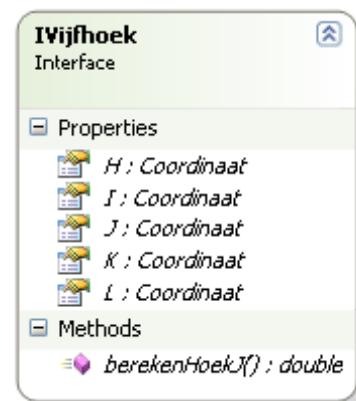 IVijfhoek
Interface
Properties
H : Coordinaat
I : Coordinaat
J : Coordinaat
K : Coordinaat
L : Coordinaat
Methods
berekenHoekJ() : double